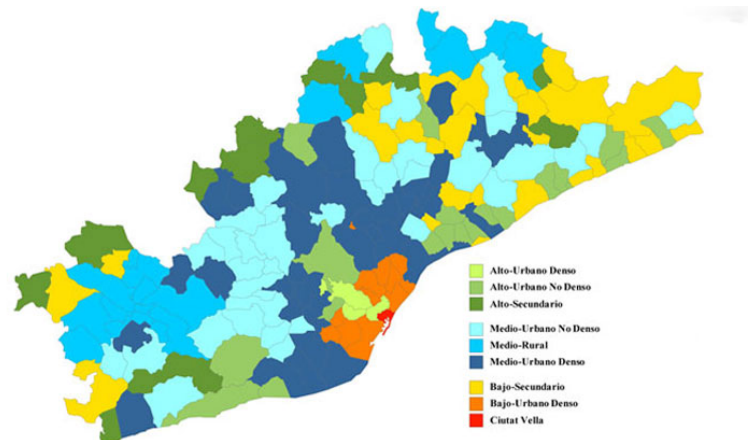 Alto-Urbano Denso
Alto-Urbano No Denso
Alto-Secundario
Medio-Urbano No Denso
Medio-Rural
Medio-Urbano Denso
Bajo-Secundario
Bajo-Urbano Denso
Ciutat Vella